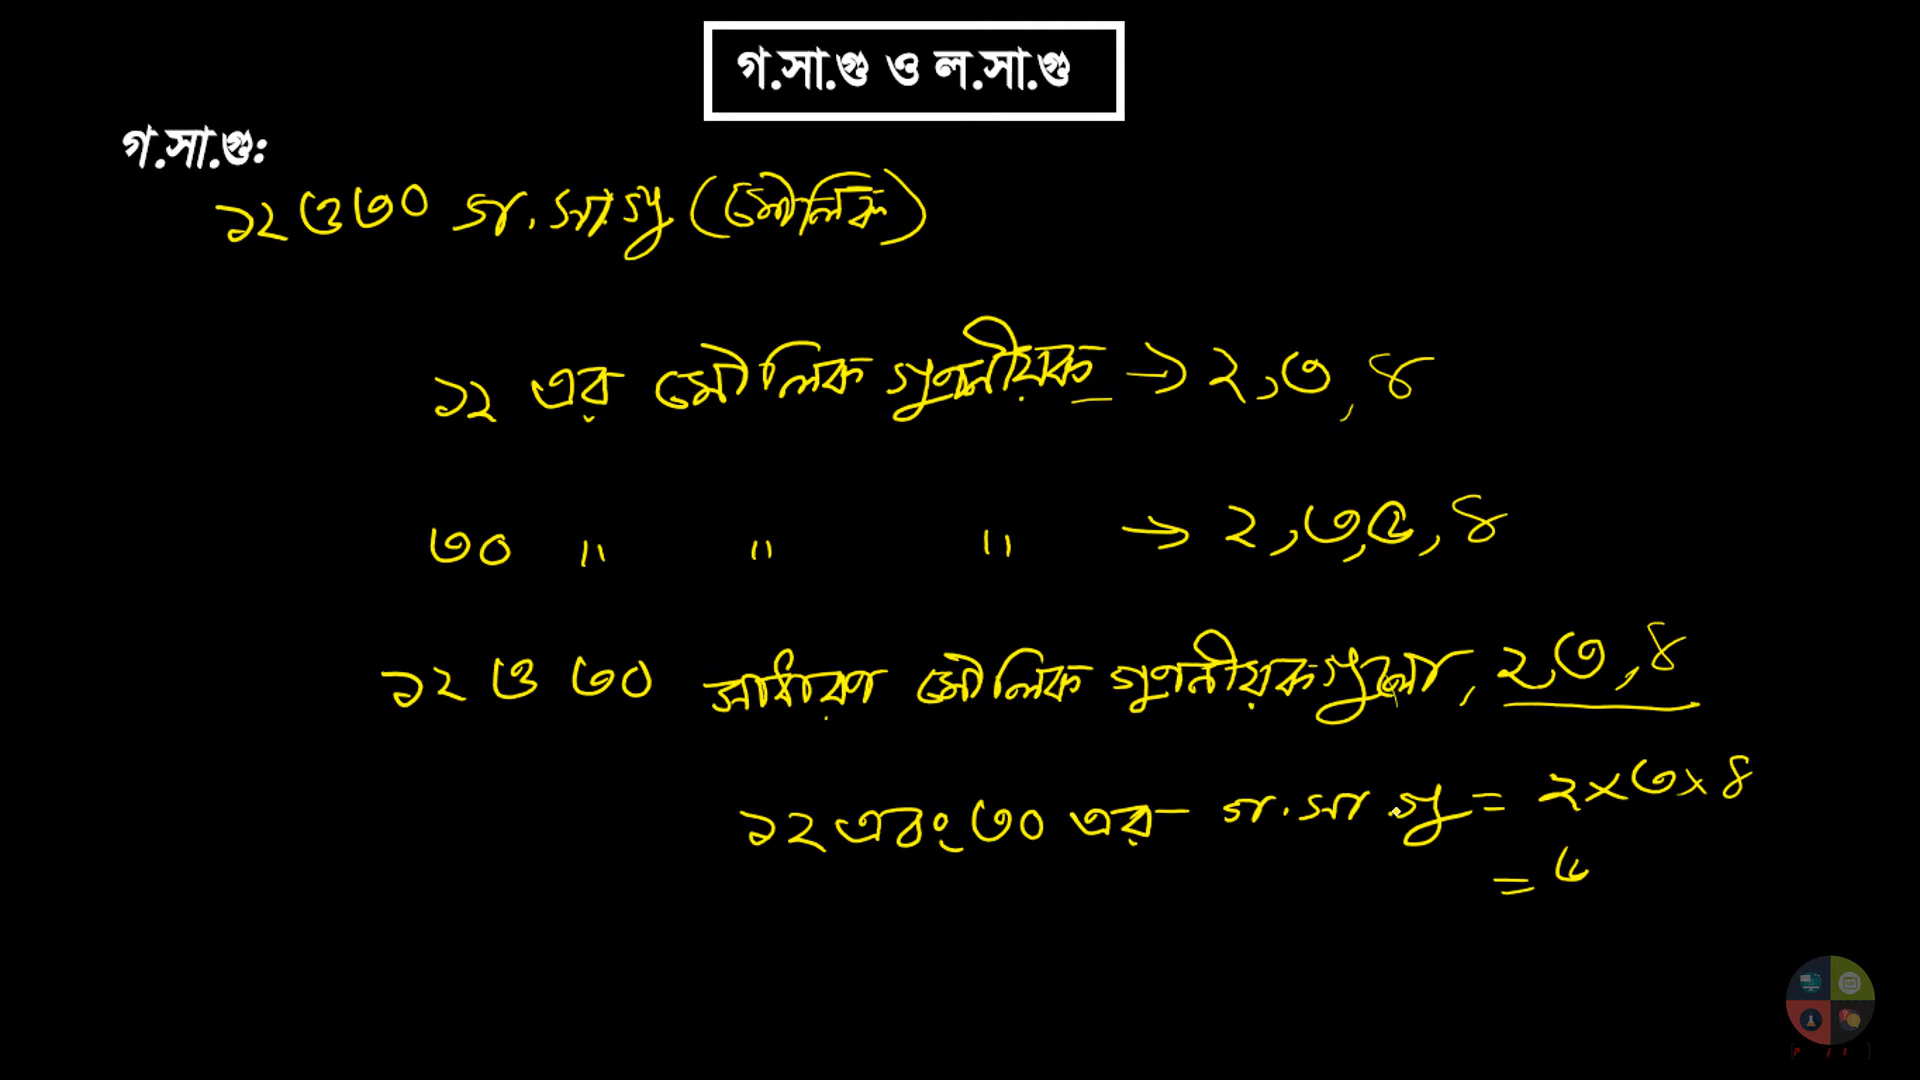 গ.সা.গু ও ল.সা.গু
গ.সা.গুঃ
১২ ও ৩০ গ.সা.গু (মৌলিক)
১২ এর মৌলিক গুণনীয়ক → ২, ৩, ৪
৩০ " " " → ২, ৩, ৫, ৪
১২ ও ৩০ সাধারণ মৌলিক গুণনীয়কগুলো, ২, ৩, ৪
১২ এবং ৩০ এর গ.সা গু = ২×৩×৪
= ৬